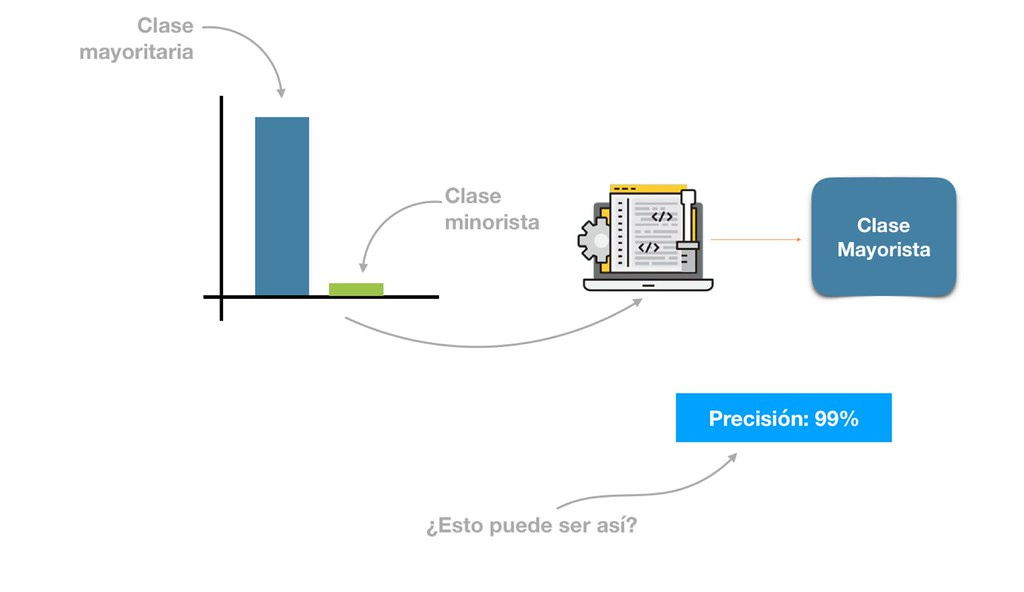 Clase
mayoritaria
Clase
minorista
</>
</>
Clase
Mayorista
Precisión: 99%
¿Esto puede ser así?